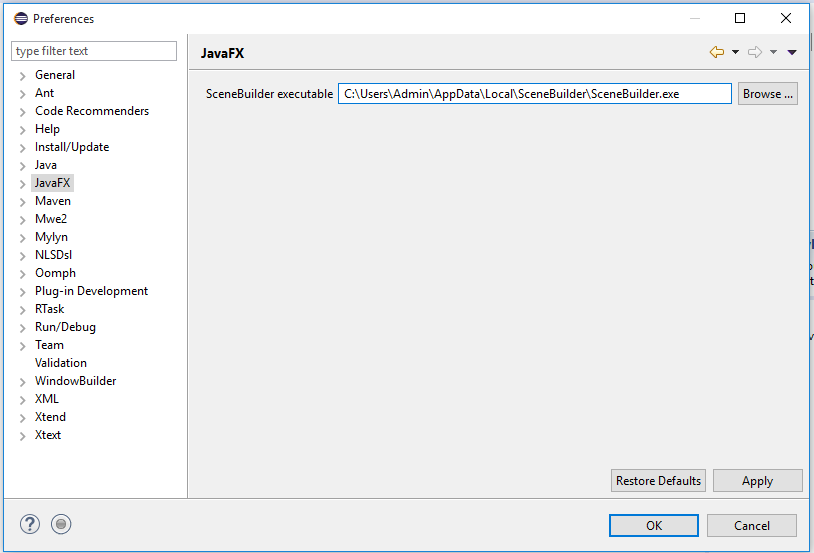 Preferences
type filter text
General
Ant
Code Recommenders
Help
Install/Update
Java
JavaFX
Maven
Mwe2
Mylyn
NLSDsl
Oomph
Plug-in Development
RTask
Run/Debug
Team
Validation
WindowBuilder
XML
Xtend
Xtext
JavaFX
SceneBuilder executable C:\Users\Admin\AppData\Local\SceneBuilder\SceneBuilder.exe Browse ...
Restore Defaults Apply
? OK Cancel